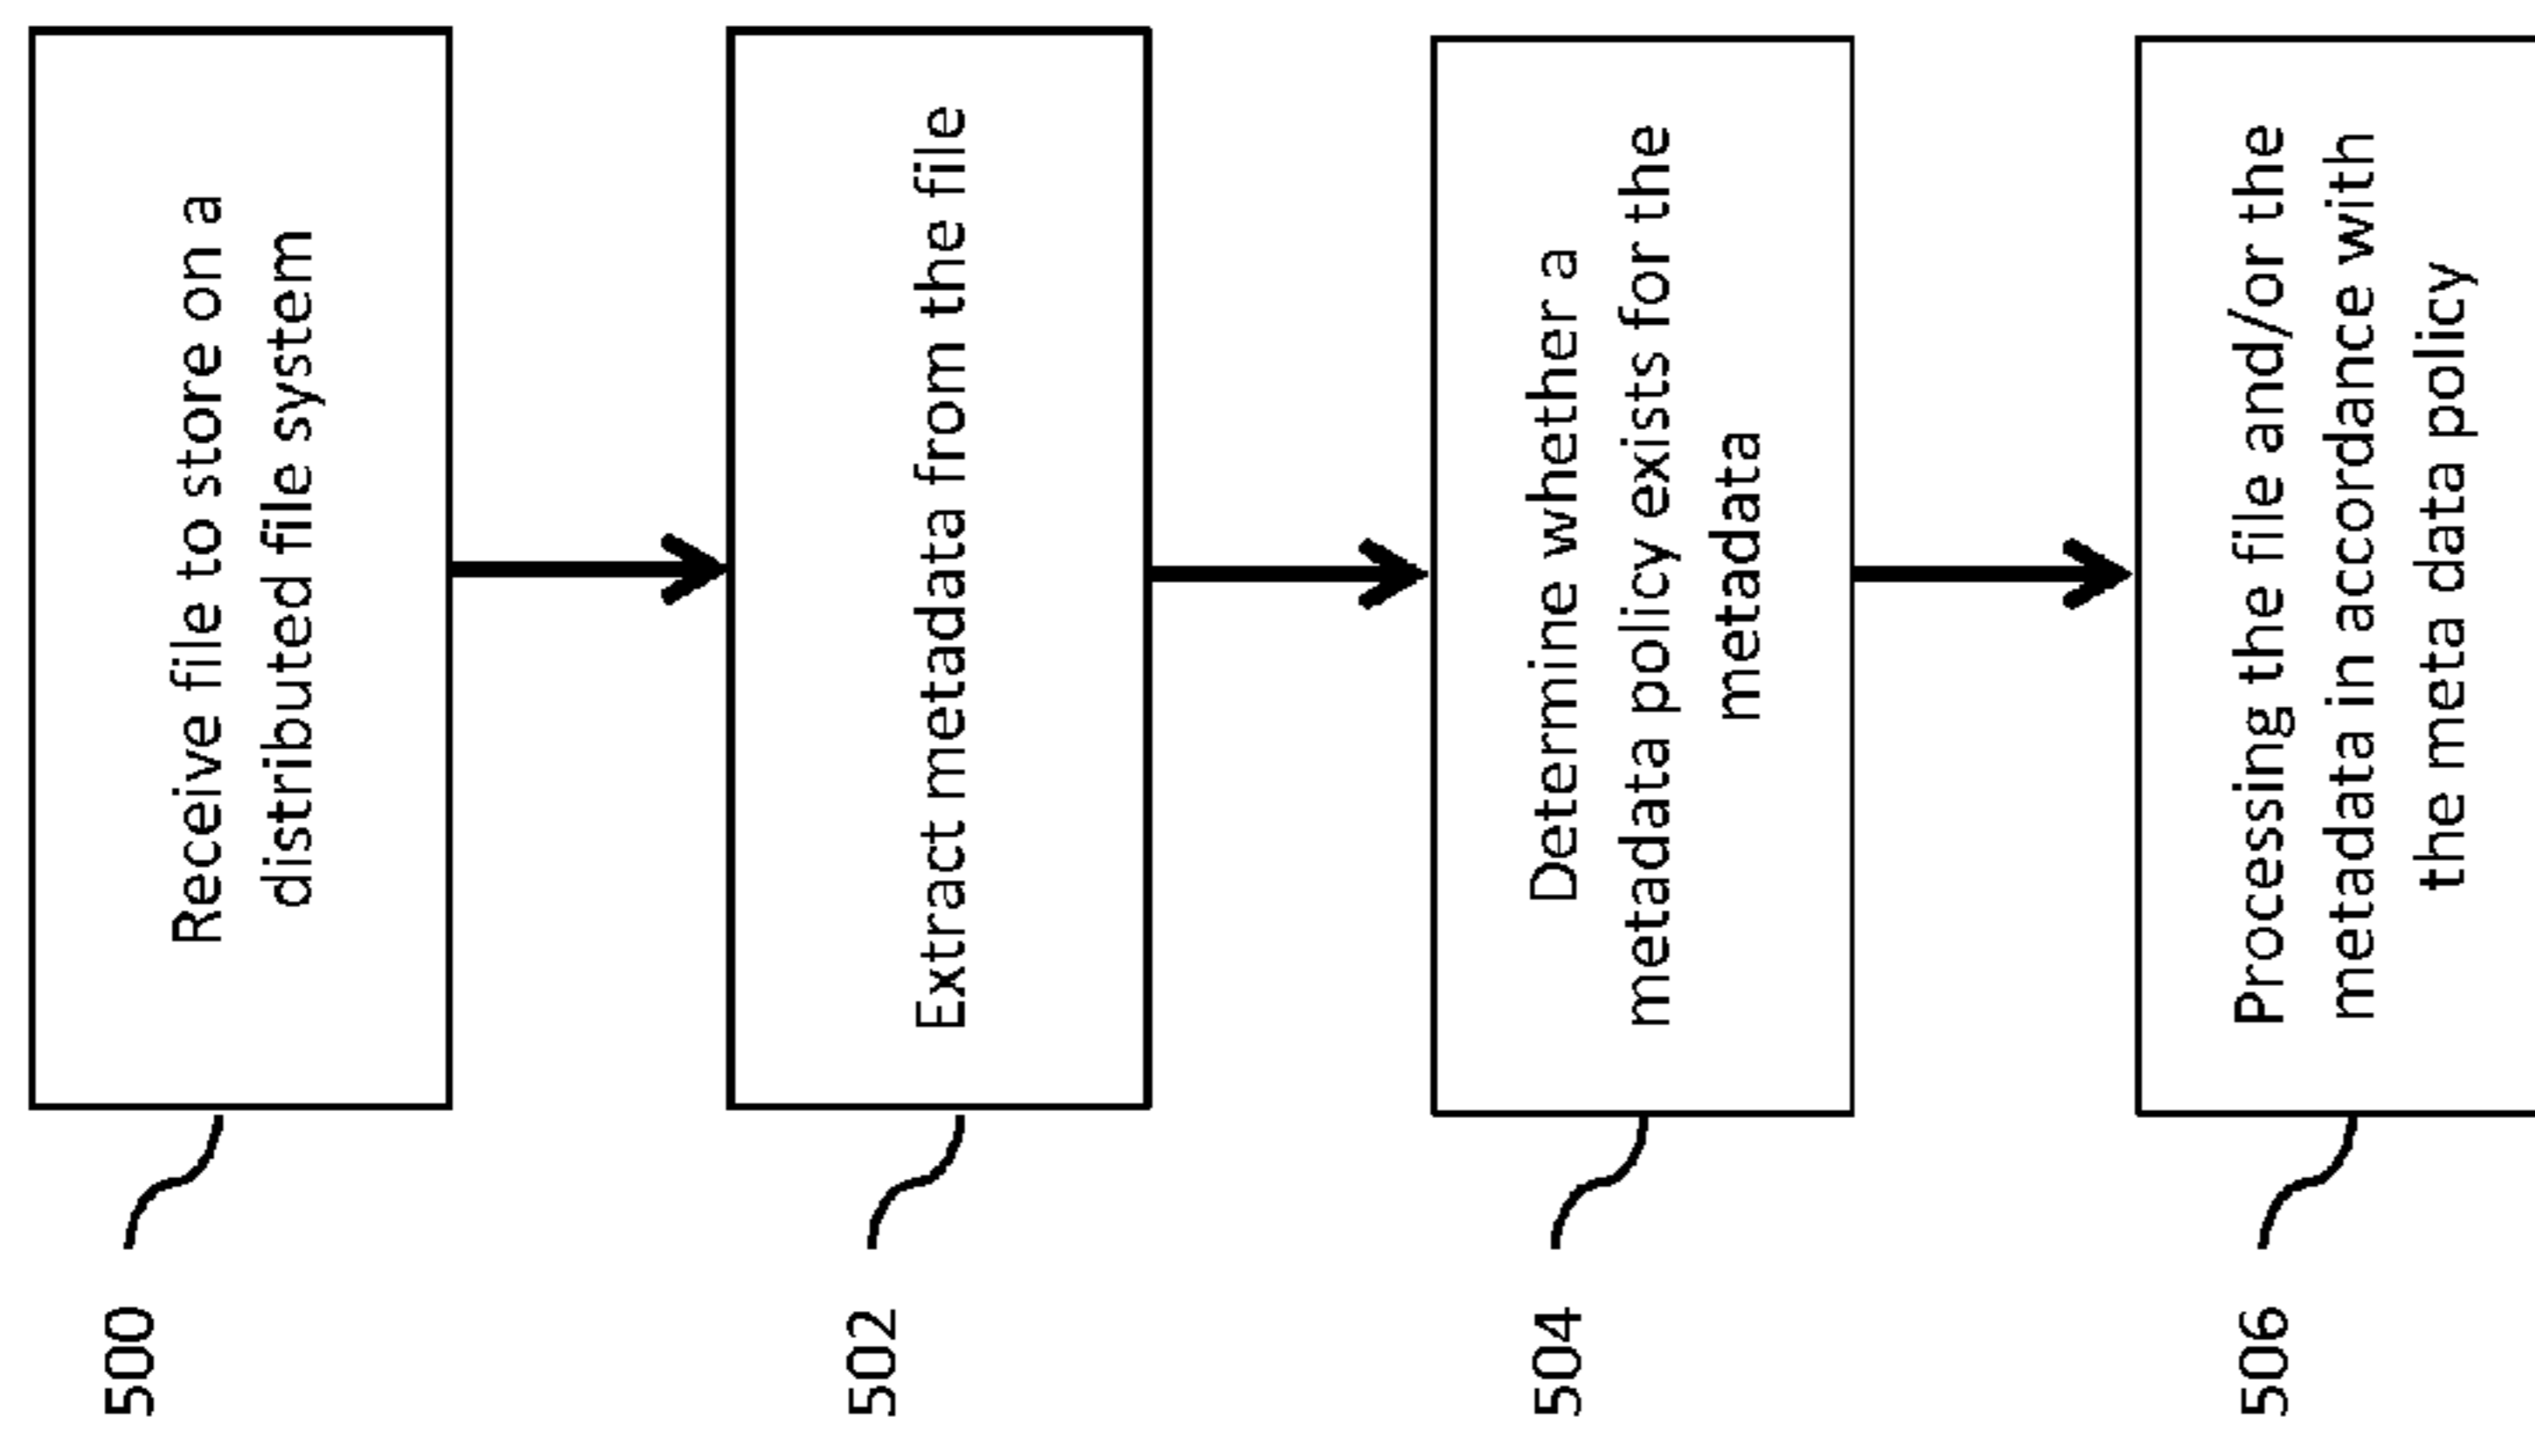 500
Receive file to store on a
distributed file system
502
Extract metadata from the file
504
Determine whether a
metadata policy exists for the
metadata
506
Processing the file and/or the
metadata in accordance with
the meta data policy